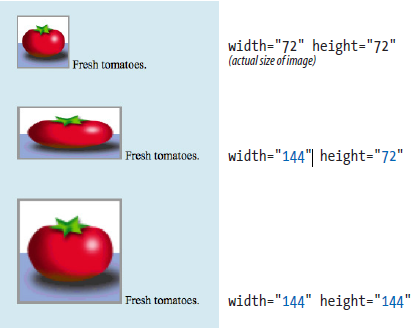 width="72" height="72"
(actual size of image)
Fresh tomatoes.
width="144" height="72"
Fresh tomatoes.
width="144" height="144"
Fresh tomatoes.